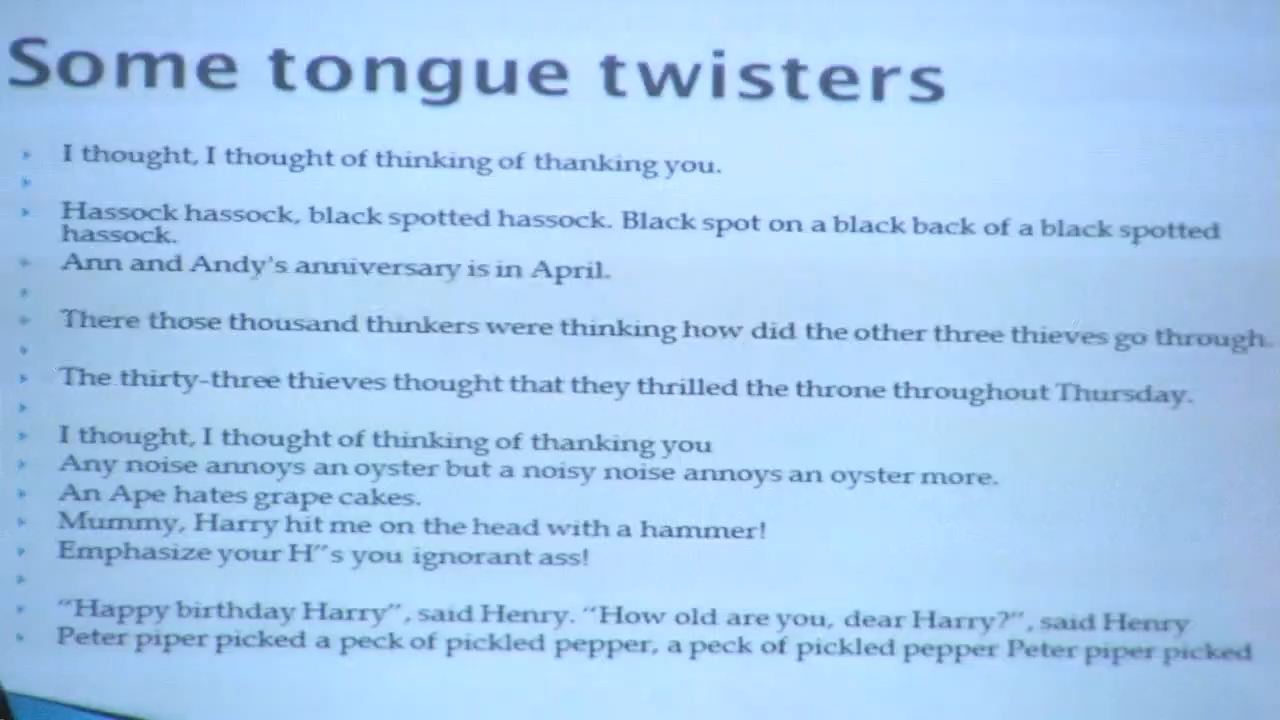 Some tongue twisters
I thought, I thought of thinking of thanking you.
Hassock hassock, black spotted hassock. Black spot on a black back of a black spotted
hassock.
Ann and Andy's anniversary is in April.
There those thousand thinkers were thinking how did the other three thieves go through.
The thirty-three thieves thought that they thrilled the throne throughout Thursday.
I thought, I thought of thinking of thanking you
Any noise annoys an oyster but a noisy noise annoys an oyster more.
An Ape hates grape cakes.
Mummy, Harry hit me on the head with a hammer!
Emphasize your H"s you ignorant ass!
"Happy birthday Harry", said Henry. "How old are you, dear Harry?", said Henry
Peter piper picked a peck of pickled pepper, a peck of pickled pepper Peter piper picked